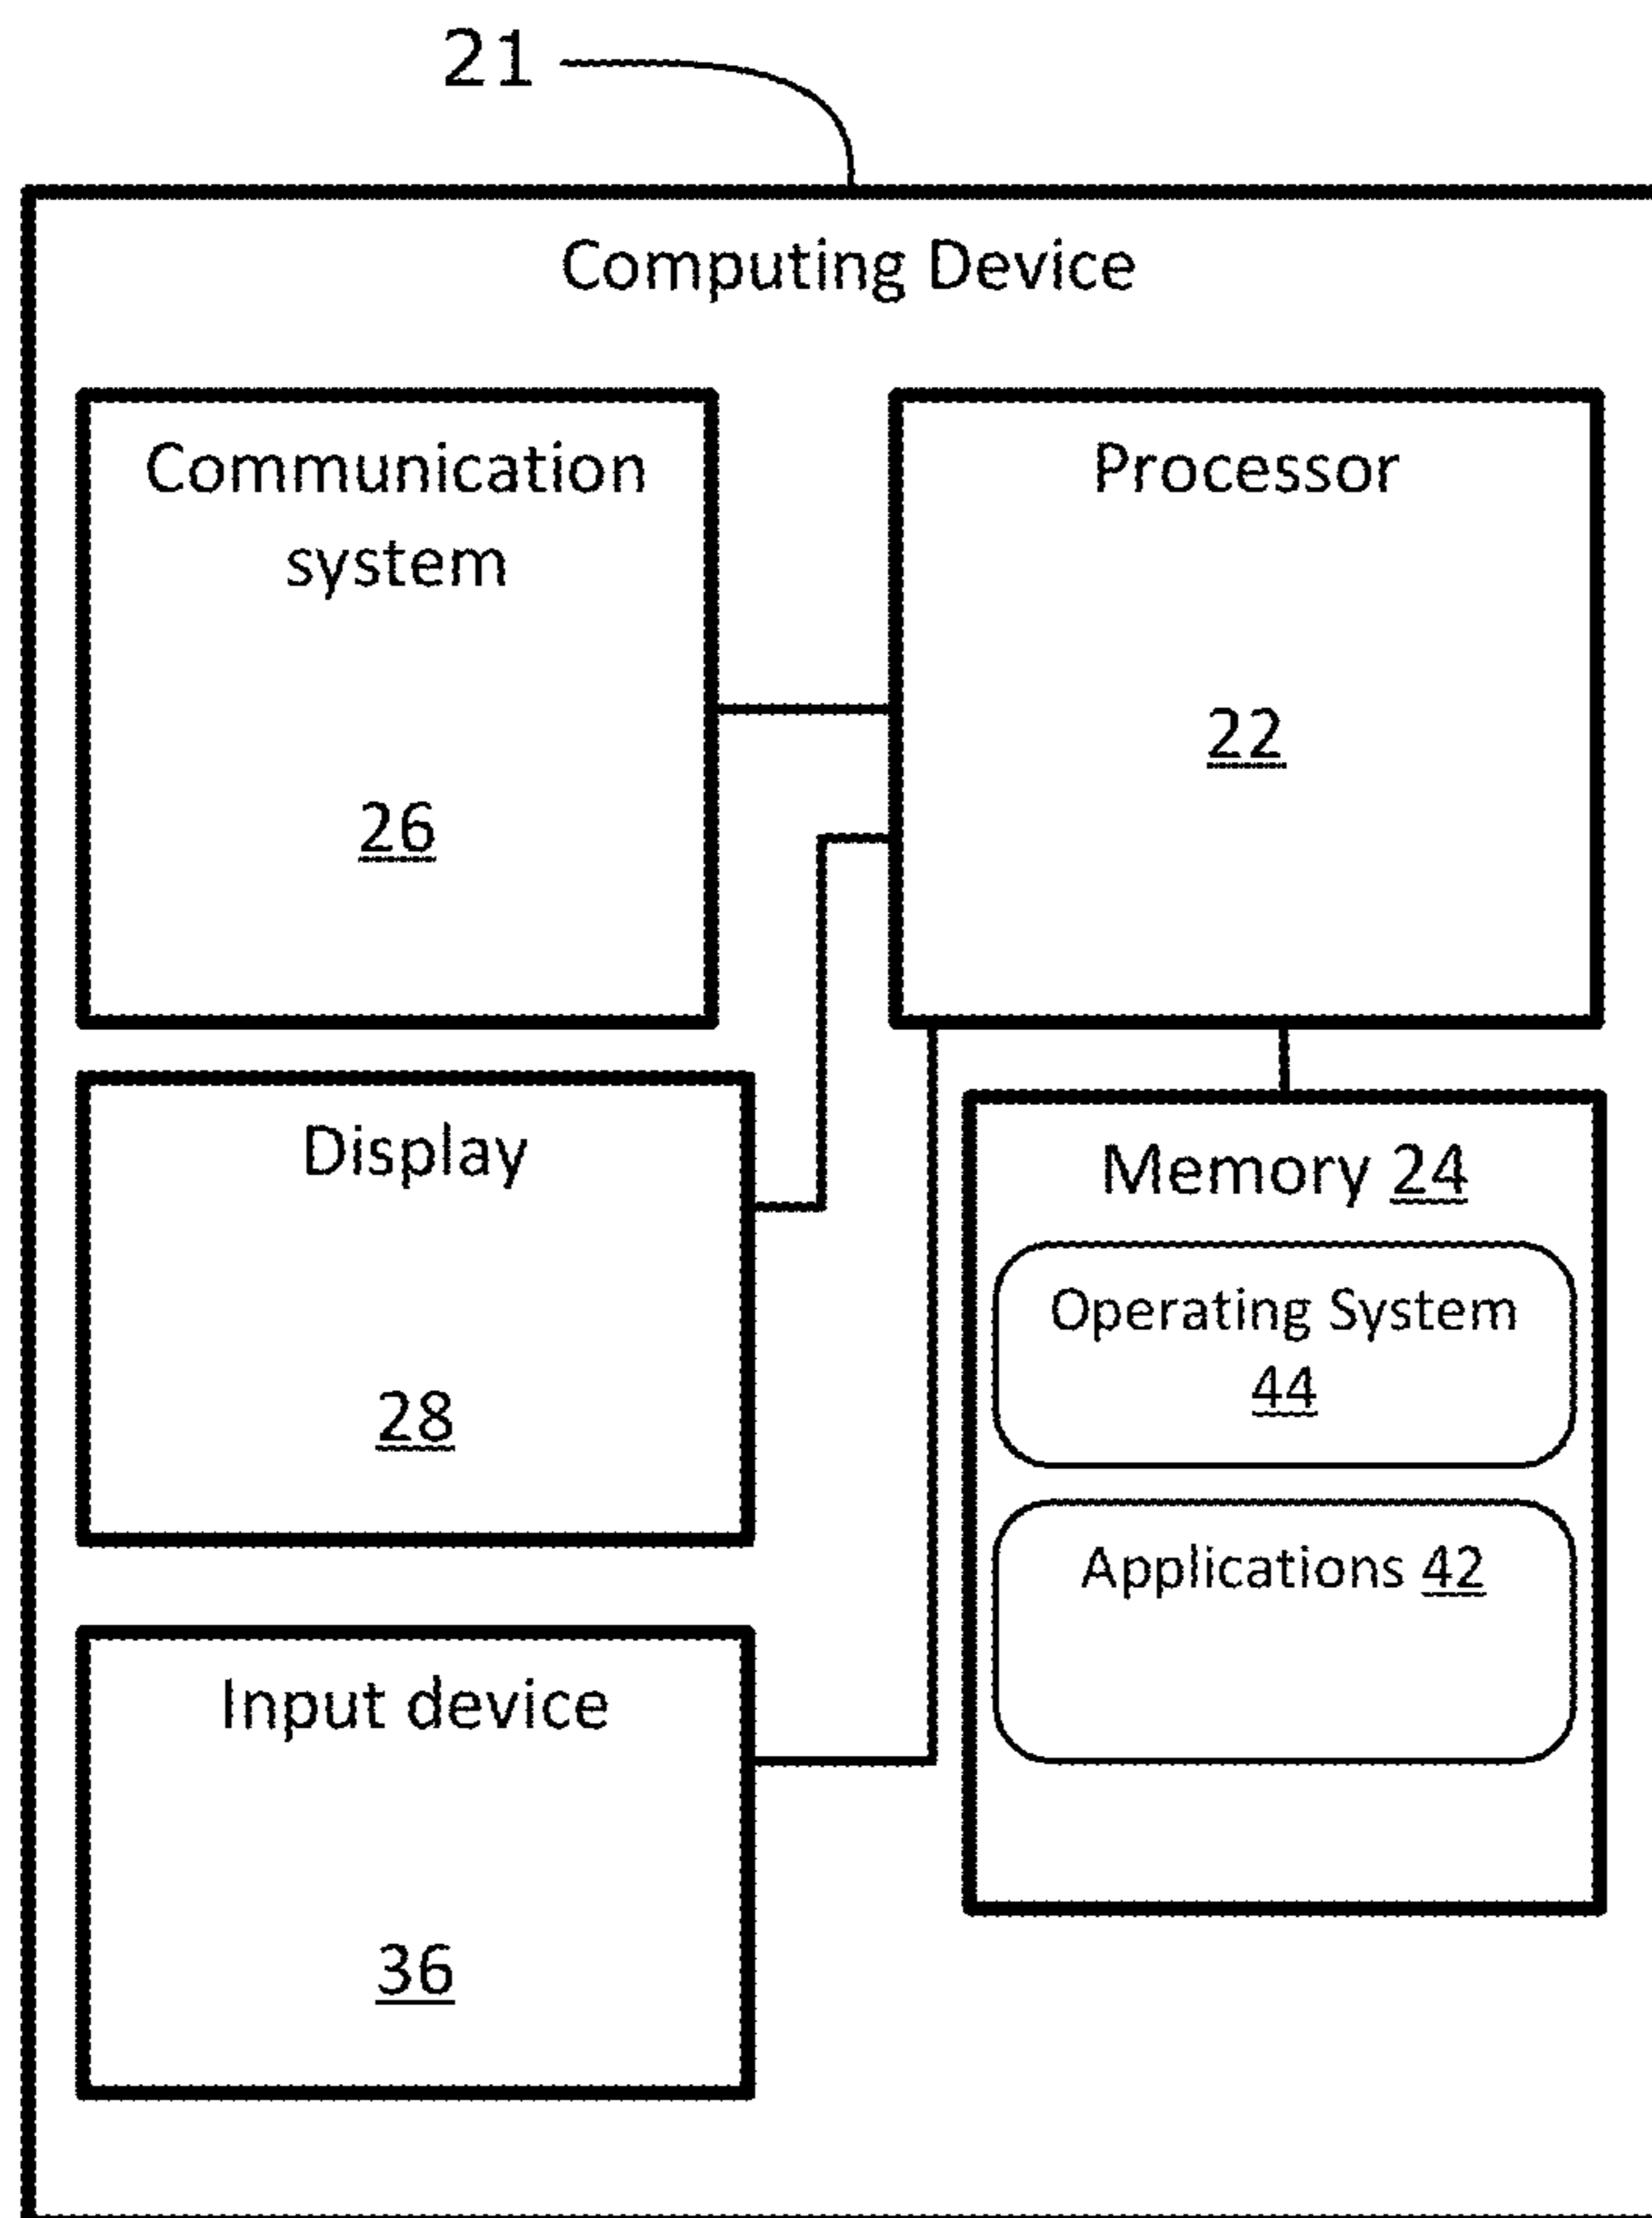 21
Computing Device
Communication
system
26
Processor
22
Display
28
Memory 24
Operating System
44
Applications 42
Input device
36